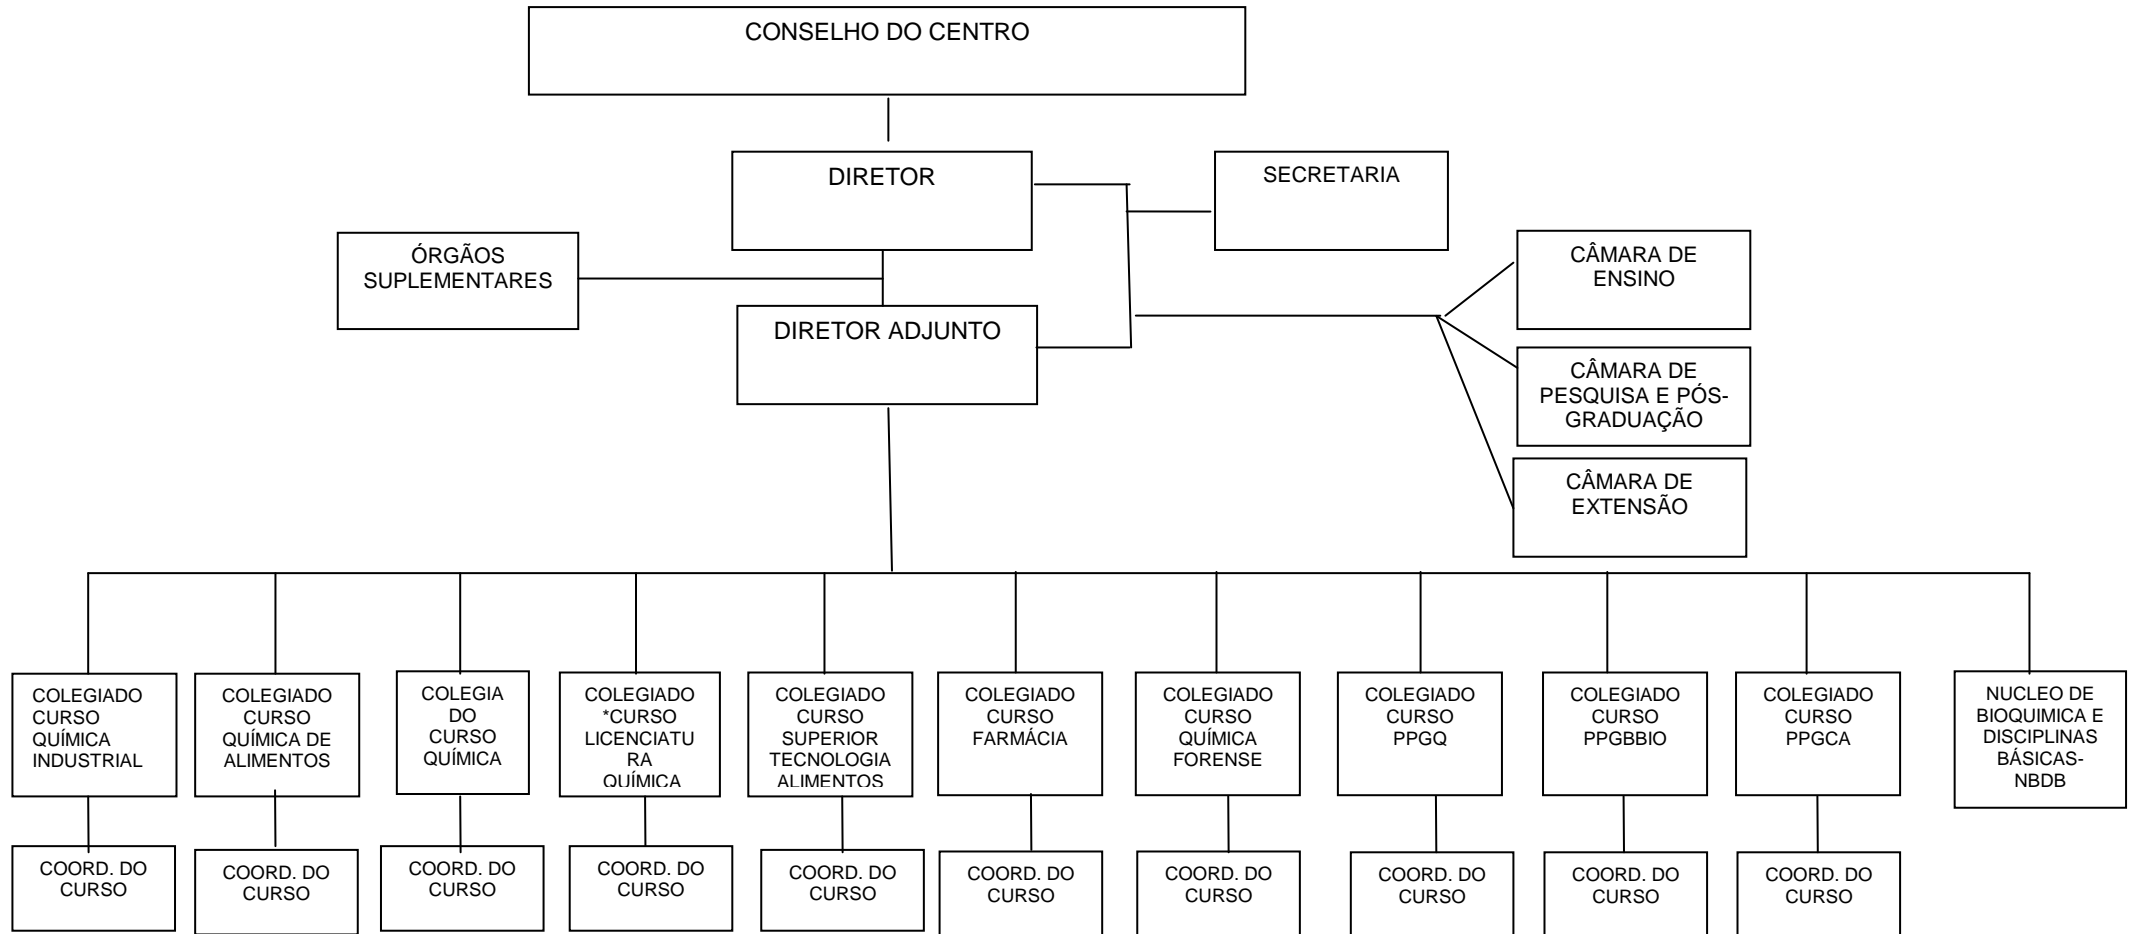 CONSELHO DO CENTRO
DIRETOR
SECRETARIA
ÓRGÃOS
SUPLEMENTARES
CÂMARA DE
ENSINO
DIRETOR ADJUNTO
CÂMARA DE
PESQUISA E PÓS-
GRADUAÇÃO
CÂMARA DE
EXTENSÃO
COLEGIADO
CURSO
QUÍMICA
INDUSTRIAL
COLEGIADO
CURSO
QUÍMICA DE
ALIMENTOS
COLEGIA
DO
CURSO
QUÍMICA
COLEGIADO
*CURSO
LICENCIATU
RA
QUÍMICA
COLEGIADO
CURSO
SUPERIOR
TECNOLOGIA
ALIMENTOS
COLEGIADO
CURSO
FARMÁCIA
COLEGIADO
CURSO
QUÍMICA
FORENSE
COLEGIADO
CURSO
PPGQ
COLEGIADO
CURSO
PPGBBIO
COLEGIADO
CURSO
PPGCA
NUCLEO DE
BIOQUIMICA E
DISCIPLINAS
BÁSICAS-
NBDB
COORD. DO
CURSO
COORD. DO
CURSO
COORD. DO
CURSO
COORD. DO
CURSO
COORD. DO
CURSO
COORD. DO
CURSO
COORD. DO
CURSO
COORD. DO
CURSO
COORD. DO
CURSO
COORD. DO
CURSO